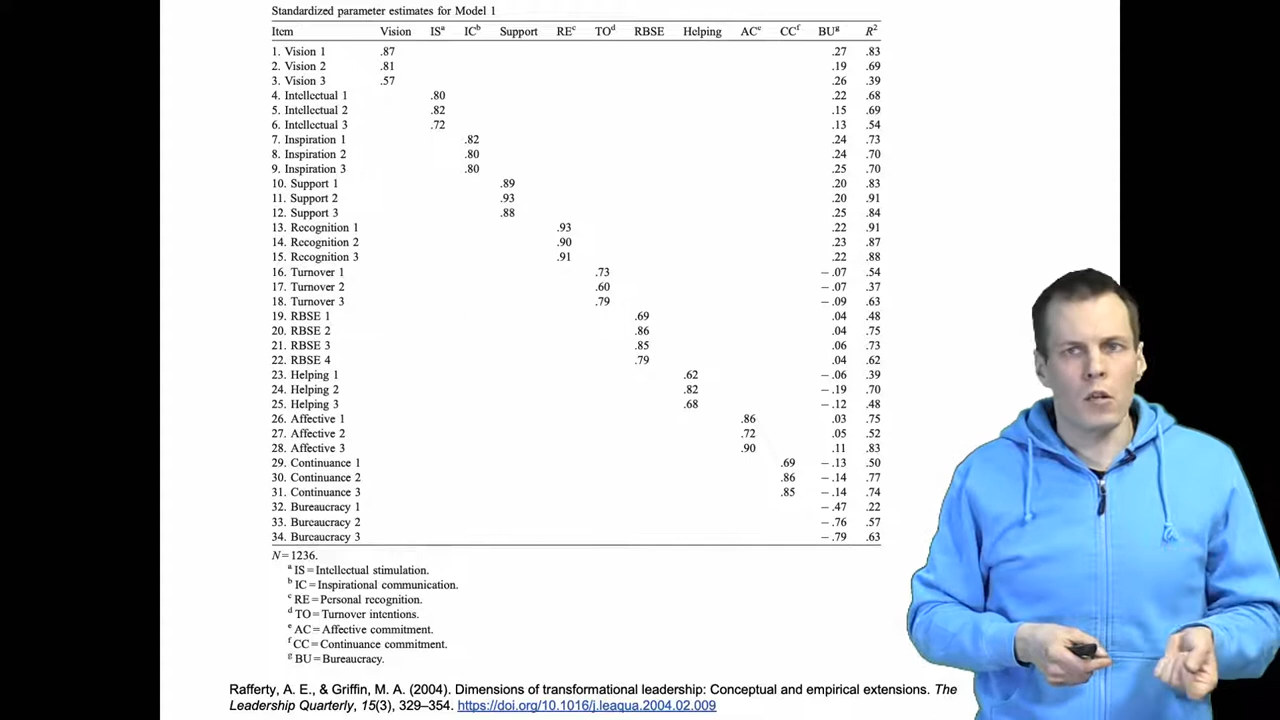 Standardized parameter estimates for Model 1
Item Vision ISᵃ ICᵇ Support REᶜ TOᵈ RBSE Helping ACᵉ CCᶠ BUᵍ R²
1. Vision 1 .87 .27 .83
2. Vision 2 .81 .19 .69
3. Vision 3 .57 .26 .39
4. Intellectual 1 .80 .22 .68
5. Intellectual 2 .82 .15 .69
6. Intellectual 3 .72 .13 .54
7. Inspiration 1 .82 .24 .73
8. Inspiration 2 .80 .24 .70
9. Inspiration 3 .80 .25 .70
10. Support 1 .89 .20 .83
11. Support 2 .93 .20 .91
12. Support 3 .88 .25 .84
13. Recognition 1 .93 .22 .91
14. Recognition 2 .90 .23 .87
15. Recognition 3 .91 .22 .88
16. Turnover 1 .73 −.07 .54
17. Turnover 2 .60 −.07 .37
18. Turnover 3 .79 −.09 .63
19. RBSE 1 .69 .04 .48
20. RBSE 2 .86 .04 .75
21. RBSE 3 .85 .06 .73
22. RBSE 4 .79 .04 .62
23. Helping 1 .62 −.06 .39
24. Helping 2 .82 −.19 .70
25. Helping 3 .68 −.12 .48
26. Affective 1 .86 .03 .75
27. Affective 2 .72 .05 .52
28. Affective 3 .90 .11 .83
29. Continuance 1 .69 −.13 .50
30. Continuance 2 .86 −.14 .77
31. Continuance 3 .85 −.14 .74
32. Bureaucracy 1 −.47 .22
33. Bureaucracy 2 −.76 .57
34. Bureaucracy 3 −.79 .63
N = 1236.
ᵃ IS = Intellectual stimulation.
ᵇ IC = Inspirational communication.
ᶜ RE = Personal recognition.
ᵈ TO = Turnover intentions.
ᵉ AC = Affective commitment.
ᶠ CC = Continuance commitment.
ᵍ BU = Bureaucracy.
Rafferty, A. E., & Griffin, M. A. (2004). Dimensions of transformational leadership: Conceptual and empirical extensions. The
Leadership Quarterly, 15(3), 329–354. https://doi.org/10.1016/j.leaqua.2004.02.009